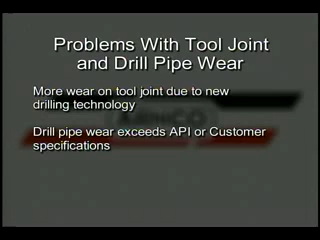 Problems With Tool Joint
and Drill Pipe Wear
More wear on tool joint due to new
drilling technology
ARNCO
Drill pipe wear exceeds API or Customer
specifications